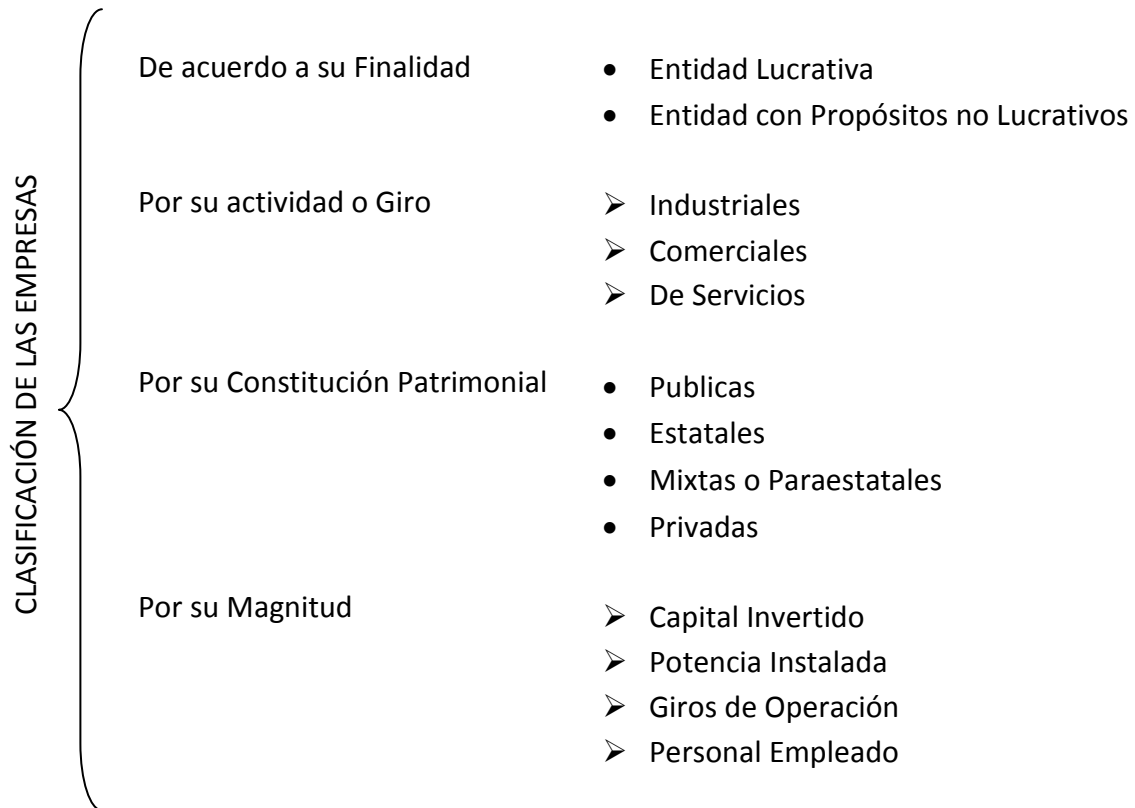 CLASIFICACIÓN DE LAS EMPRESAS
De acuerdo a su Finalidad
• Entidad Lucrativa
• Entidad con Propósitos no Lucrativos
Por su actividad o Giro
➢ Industriales
➢ Comerciales
➢ De Servicios
Por su Constitución Patrimonial
• Publicas
• Estatales
• Mixtas o Paraestatales
• Privadas
Por su Magnitud
➢ Capital Invertido
➢ Potencia Instalada
➢ Giros de Operación
➢ Personal Empleado